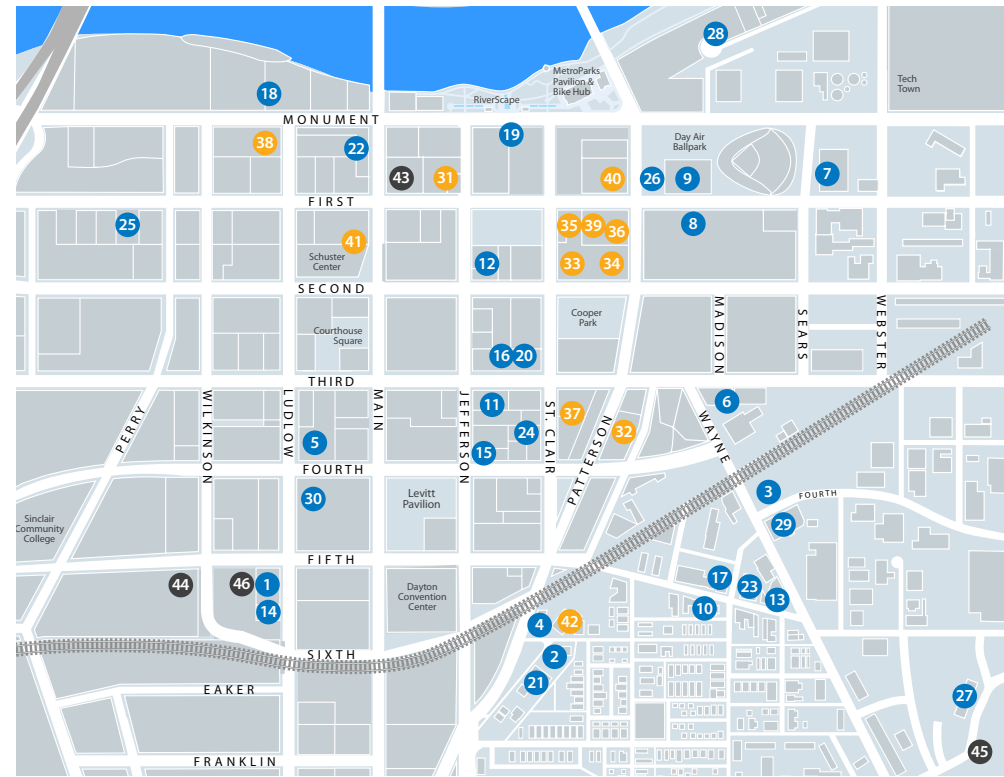 28
MetroParks
Pavilion &
Bike Hub
Tech
Town
18
RiverScape
MONUMENT
19
38
22
Day Air
Ballpark
43
31
40
26
9
7
FIRST
25
35
39
36
8
41
Schuster
Center
12
33
34
SECOND
Cooper
Park
MADISON
SEARS
WEBSTER
Courthouse
Square
16
20
THIRD
PERRY
WILKINSON
LUDLOW
MAIN
JEFFERSON
ST. CLAIR
PATTERSON
WAYNE
6
11
37
32
24
5
15
FOURTH
30
Levitt
Pavilion
3
FOURTH
29
Sinclair
Community
College
FIFTH
44
46
1
14
Dayton
Convention
Center
17
23
13
10
4
42
SIXTH
2
21
EAKER
27
45
FRANKLIN